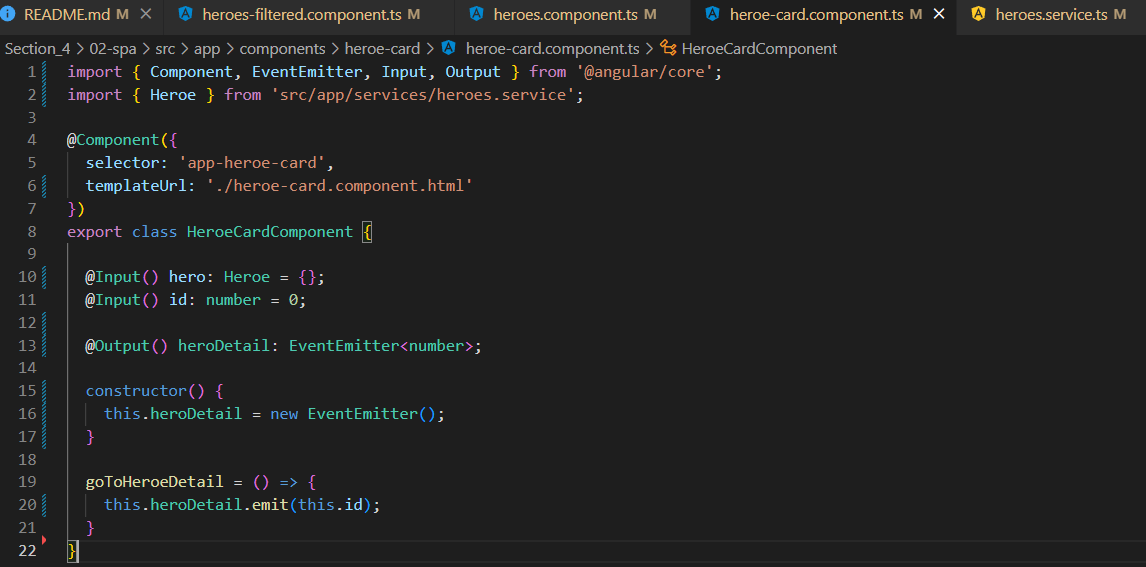 README.md M heroes-filtered.component.ts M heroes.component.ts M heroe-card.component.ts M heroes.service.ts M
Section_4 > 02-spa > src > app > components > heroe-card > heroe-card.component.ts > HeroeCardComponent
1 import { Component, EventEmitter, Input, Output } from '@angular/core';
2 import { Heroe } from 'src/app/services/heroes.service';
3
4 @Component({
5   selector: 'app-heroe-card',
6   templateUrl: './heroe-card.component.html'
7 })
8 export class HeroeCardComponent {
9
10   @Input() hero: Heroe = {};
11   @Input() id: number = 0;
12
13   @Output() heroDetail: EventEmitter<number>;
14
15   constructor() {
16     this.heroDetail = new EventEmitter();
17   }
18
19   goToHeroeDetail = () => {
20     this.heroDetail.emit(this.id);
21   }
22 }